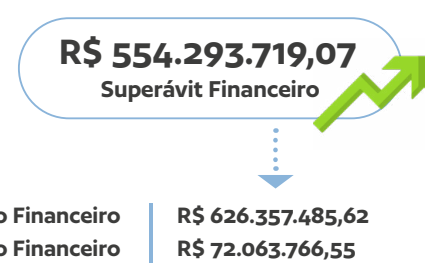 R$ 554.293.719,07
Superávit Financeiro
o Financeiro R$ 626.357.485,62
o Financeiro R$ 72.063.766,55